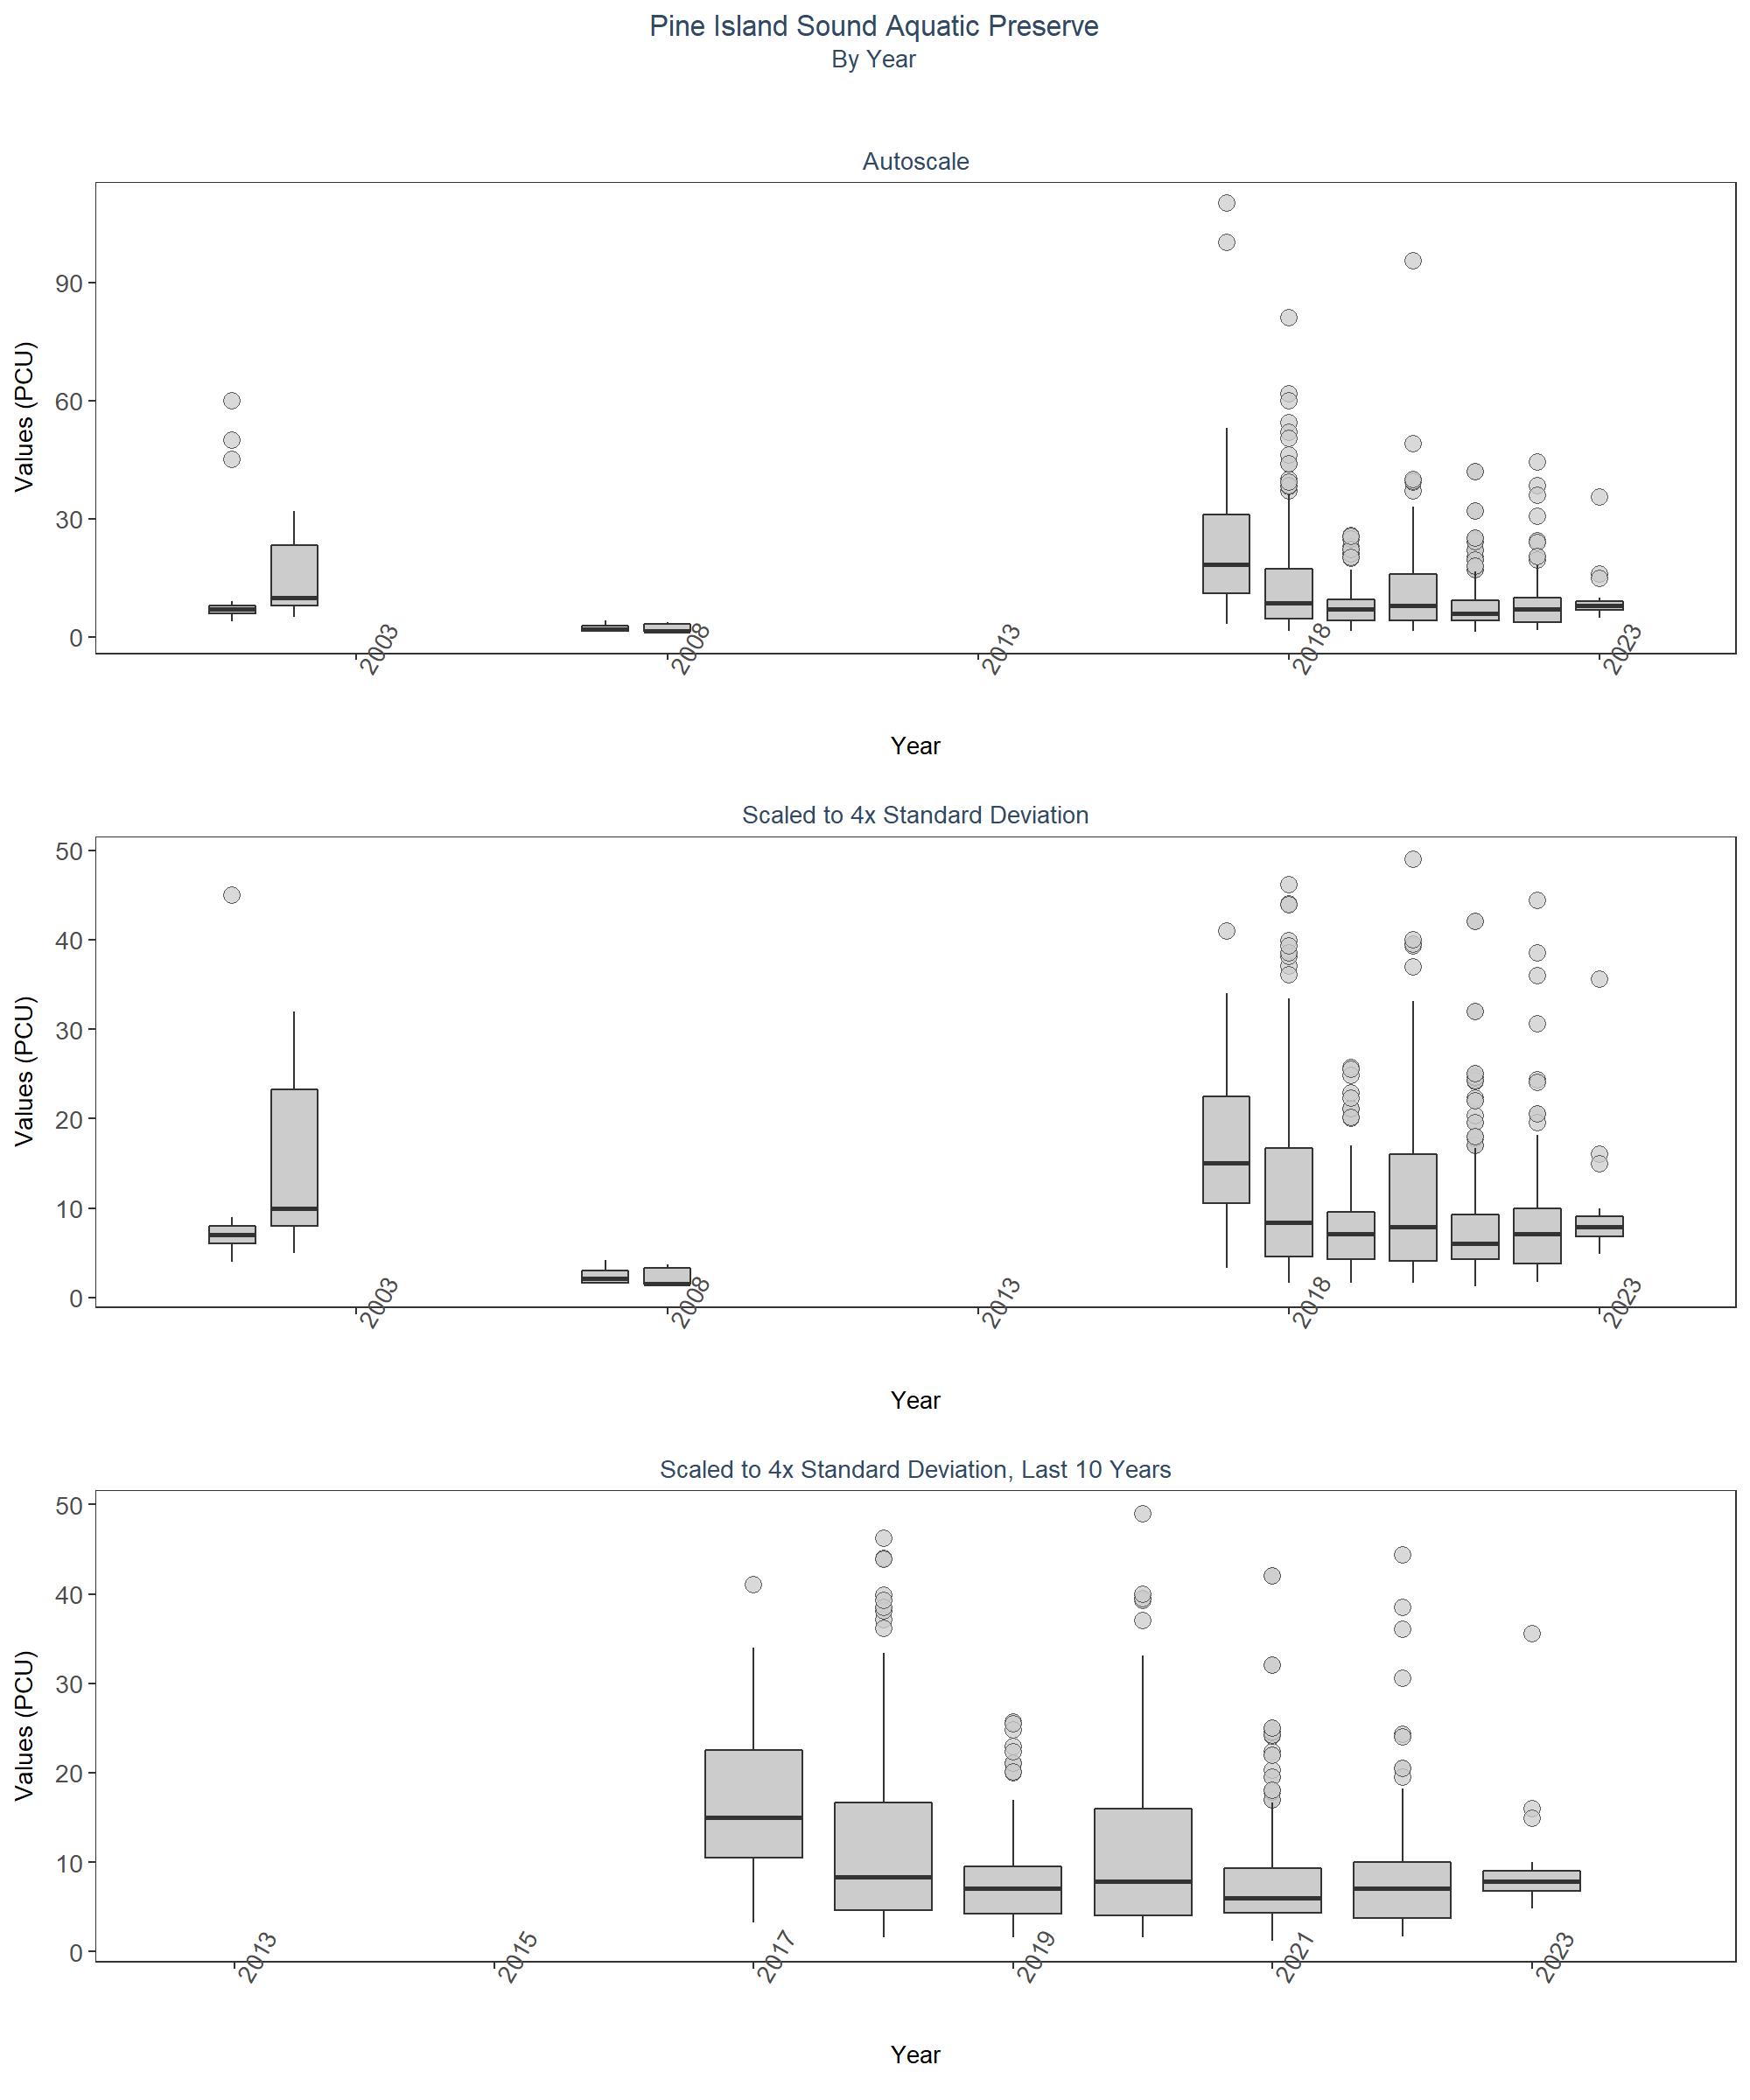 Pine Island Sound Aquatic Preserve
By Year
Autoscale
Values (PCU)
90
60
30
0
2003
2008
2013
2018
2023
Year
Scaled to 4x Standard Deviation
Values (PCU)
50
40
30
20
10
0
2003
2008
2013
2018
2023
Year
Scaled to 4x Standard Deviation, Last 10 Years
Values (PCU)
50
40
30
20
10
0
2013
2015
2017
2019
2021
2023
Year